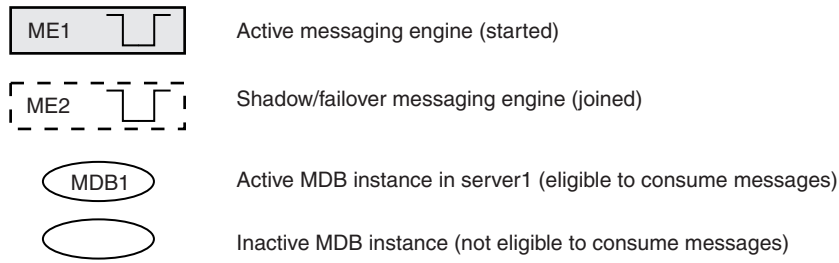 ME1 Active messaging engine (started)
ME2 Shadow/failover messaging engine (joined)
MDB1 Active MDB instance in server1 (eligible to consume messages)
Inactive MDB instance (not eligible to consume messages)